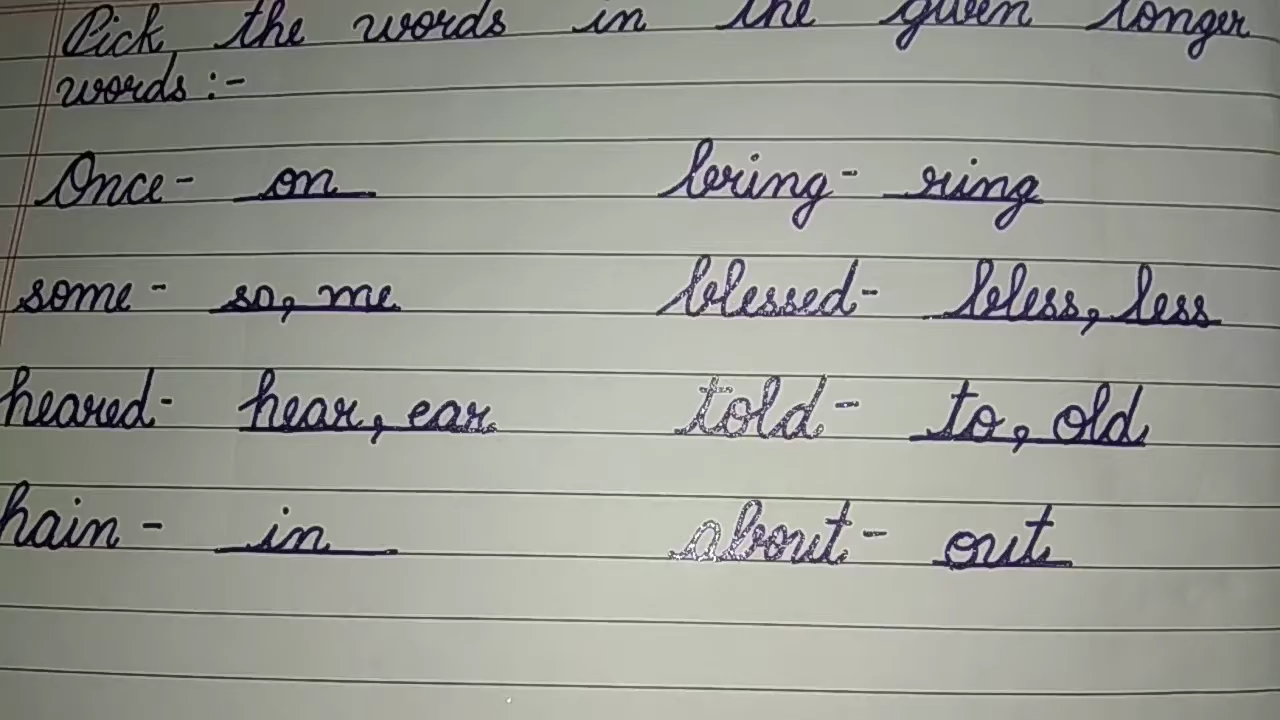 Pick the words in the given longer
words:-
Once- on bring- ring
some- so, me blessed- bless, less
heared- hear, ear told- to, old
hain- in about- out